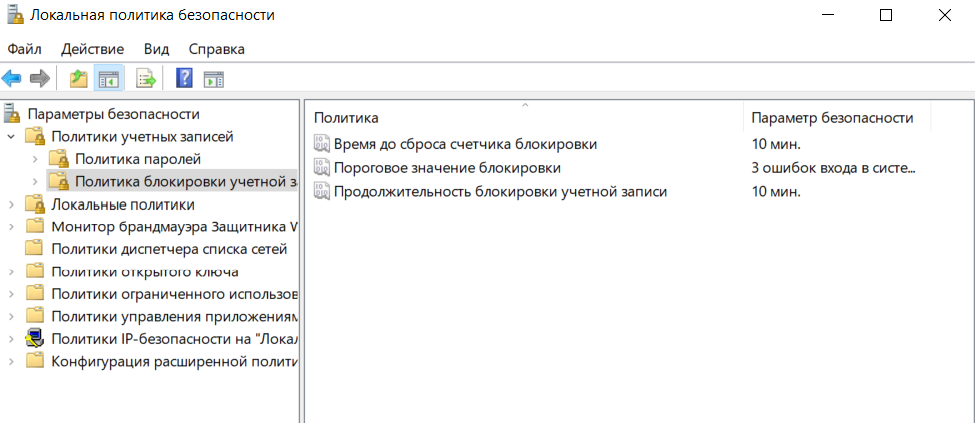 Локальная политика безопасности
Файл Действие Вид Справка
Параметры безопасности
Политики учетных записей
Политика паролей
Политика блокировки учетной з
Локальные политики
Монитор брандмауэра Защитника W
Политики диспетчера списка сетей
Политики открытого ключа
Политики ограниченного использов
Политики управления приложениям
Политики IP-безопасности на "Локал
Конфигурация расширенной полити
Политика Параметр безопасности
Время до сброса счетчика блокировки 10 мин.
Пороговое значение блокировки 3 ошибок входа в систе...
Продолжительность блокировки учетной записи 10 мин.